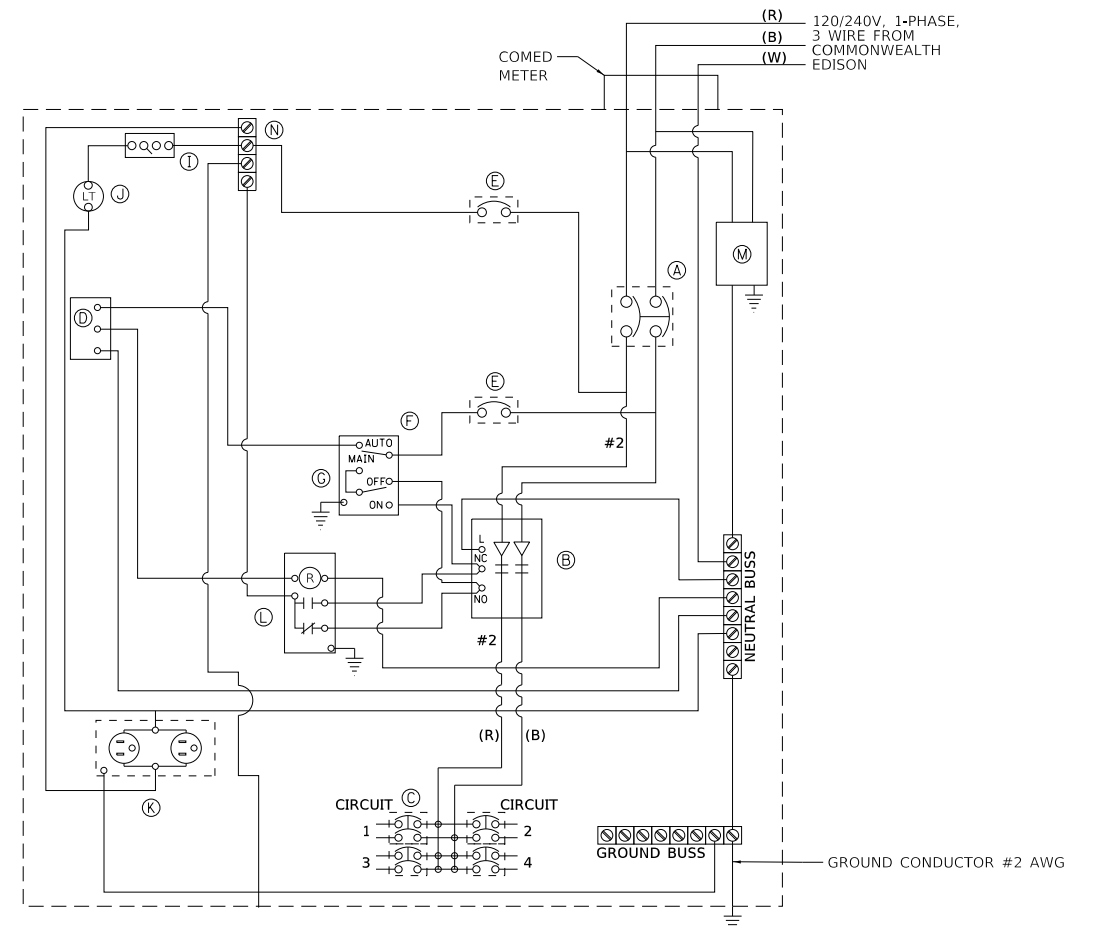 (R)
120/240V, 1-PHASE,
(B)
3 WIRE FROM
COMMONWEALTH
(W)
EDISON
COMED
METER
N
I
J
LT
E
M
A
D
E
F
#2
AUTO
MAIN
G
OFF
ON
L
NC
B
NO
R
L
NEUTRAL BUSS
#2
(R)
(B)
K
C
CIRCUIT
CIRCUIT
1
2
3
4
GROUND BUSS
GROUND CONDUCTOR #2 AWG